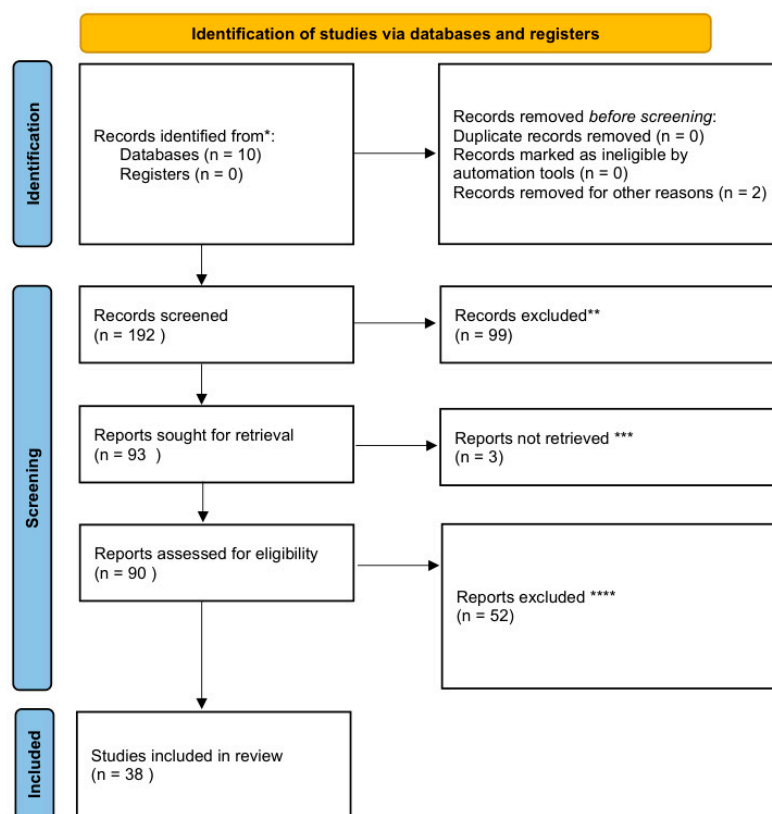 Identification of studies via databases and registers
Identification
Records identified from*:
Databases (n = 10)
Registers (n = 0)
Records removed before screening:
Duplicate records removed (n = 0)
Records marked as ineligible by
automation tools (n = 0)
Records removed for other reasons (n = 2)
Screening
Records screened
(n = 192 )
Records excluded**
(n = 99)
Reports sought for retrieval
(n = 93 )
Reports not retrieved ***
(n = 3)
Reports assessed for eligibility
(n = 90 )
Reports excluded ****
(n = 52)
Included
Studies included in review
(n = 38 )